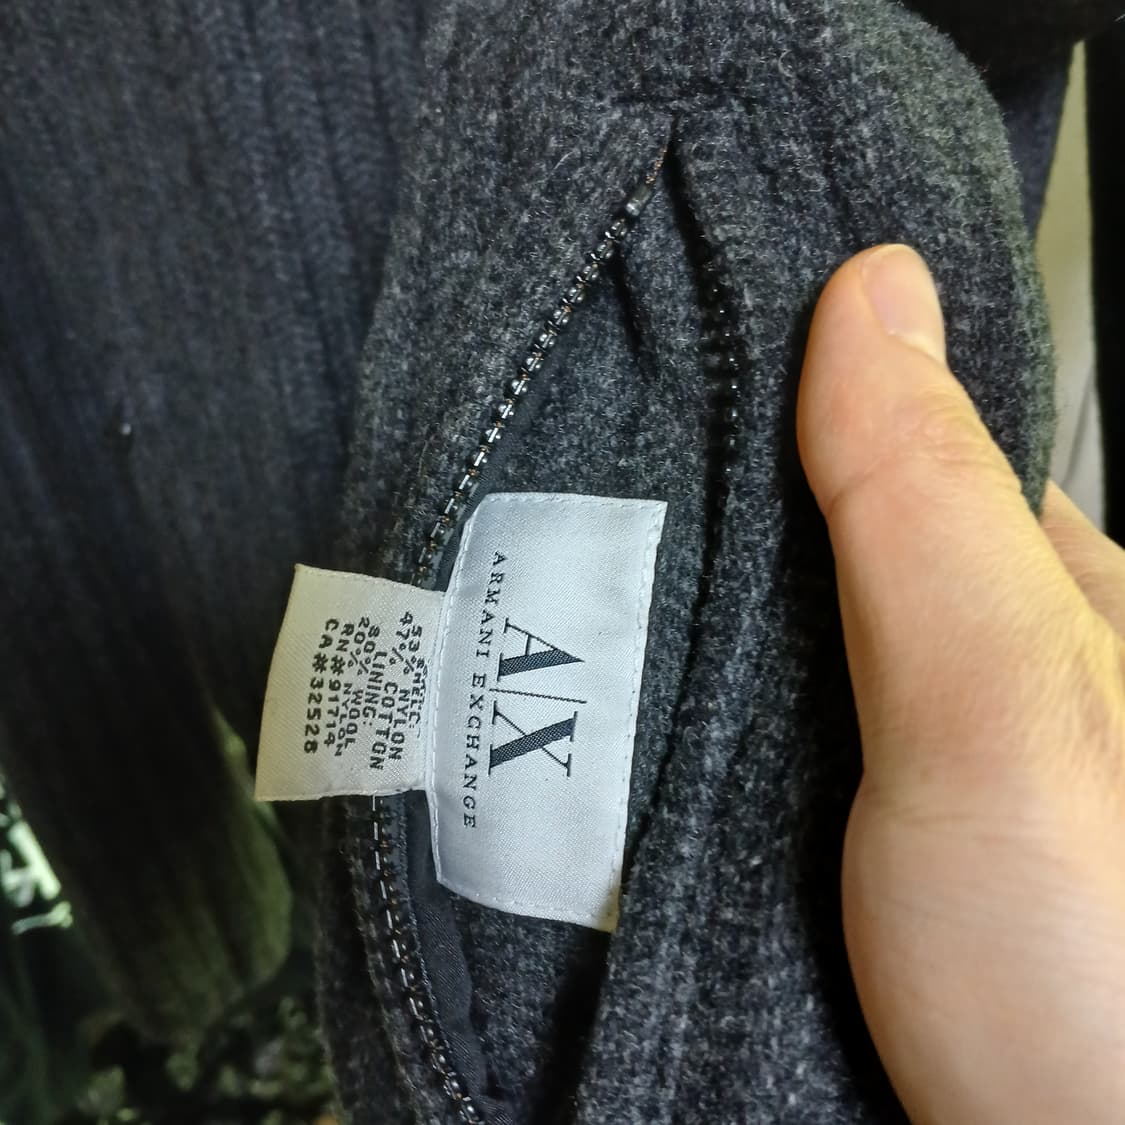 A|X
ARMANI EXCHANGE
SHELL:
53% NYLON
47% COTTON
LINING:
80% WOOL
20% NYLON
RN#91714
CA#32528